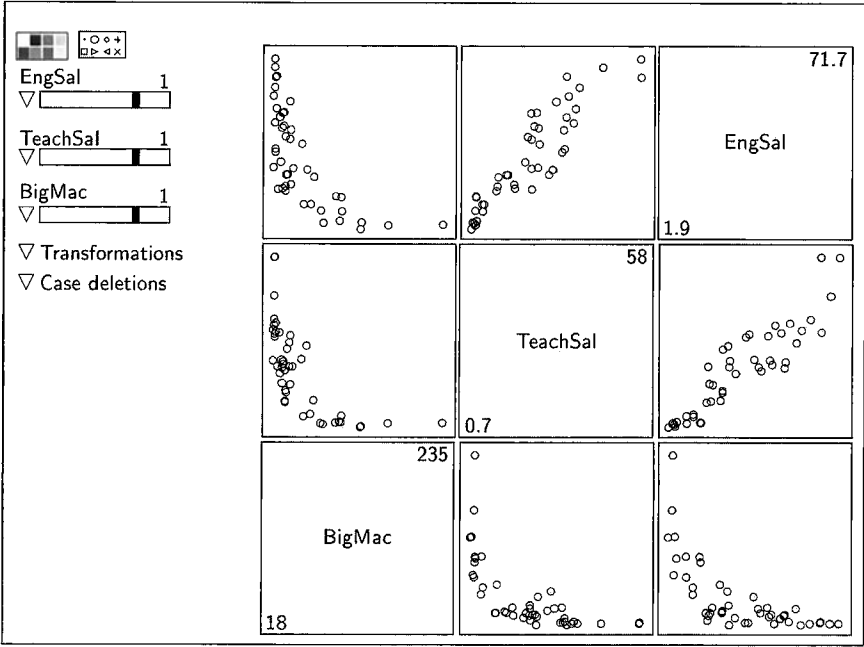 EngSal 1
TeachSal 1
BigMac 1
▽ Transformations
▽ Case deletions
71.7
EngSal
1.9
58
TeachSal
0.7
235
BigMac
18